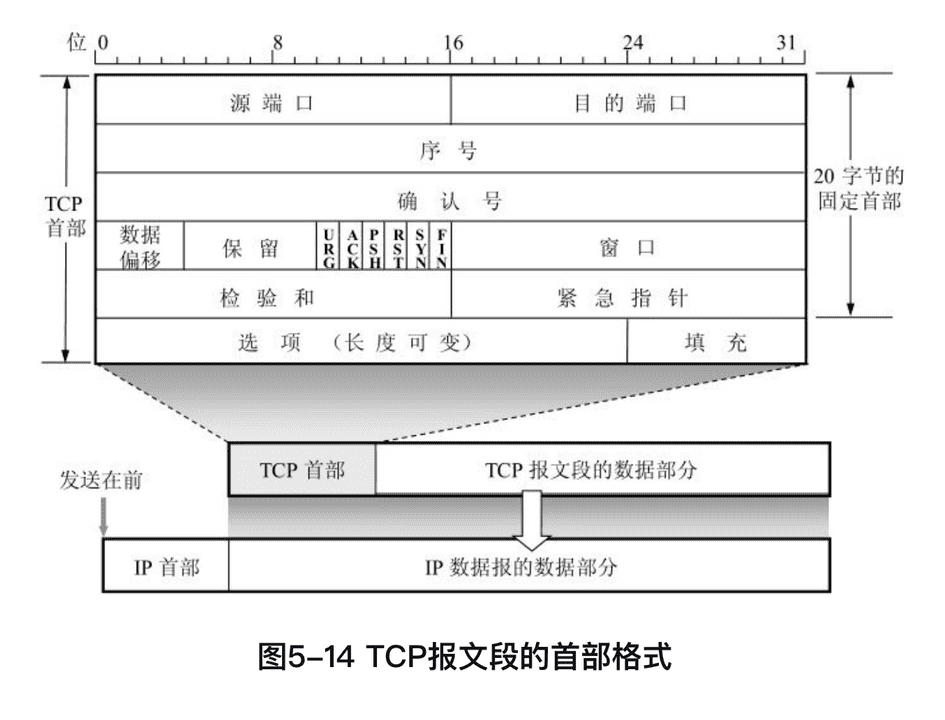 位 0 8 16 24 31
源端口 目的端口
序号
确认号
数据偏移 保留 URG ACK PSH RST SYN FIN 窗口
检验和 紧急指针
选项（长度可变） 填充
TCP首部
20 字节的
固定首部
TCP 首部 TCP 报文段的数据部分
发送在前
IP 首部 IP 数据报的数据部分
图5-14 TCP报文段的首部格式